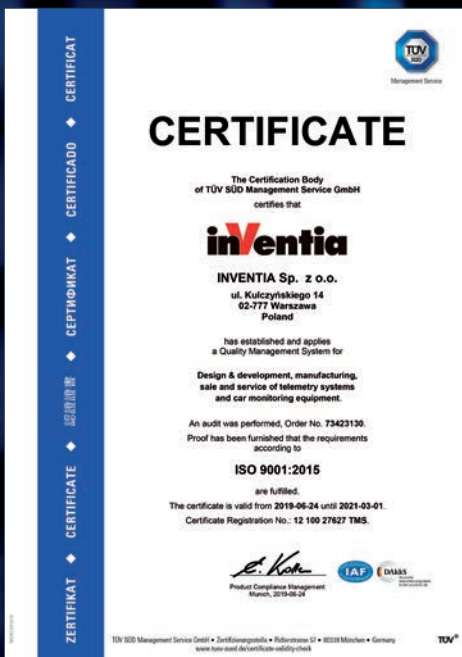 ZERTIFIKAT ◆ CERTIFICATE ◆ 認證證書 ◆ СЕРТИФИКАТ ◆ CERTIFICADO ◆ CERTIFICAT
TÜV
SÜD
Management Service
CERTIFICATE
The Certification Body
of TÜV SÜD Management Service GmbH
certifies that
inVentia
INVENTIA Sp. z o.o.
ul. Kulczyńskiego 14
02-777 Warszawa
Poland
has established and applies
a Quality Management System for
Design & development, manufacturing,
sale and service of telemetry systems
and car monitoring equipment.
An audit was performed, Order No. 73423130.
Proof has been furnished that the requirements
according to
ISO 9001:2015
are fulfilled.
The certificate is valid from 2019-06-24 until 2021-03-01.
Certificate Registration No.: 12 100 27627 TMS.
Product Compliance Management
Munich, 2019-06-24
IAF
DAkkS
TÜV SÜD Management Service GmbH • Zertifizierungsstelle • Ridlerstrasse 57 • 80339 München • Germany
www.tuev-sued.de/certificate-validity-check
TÜV®